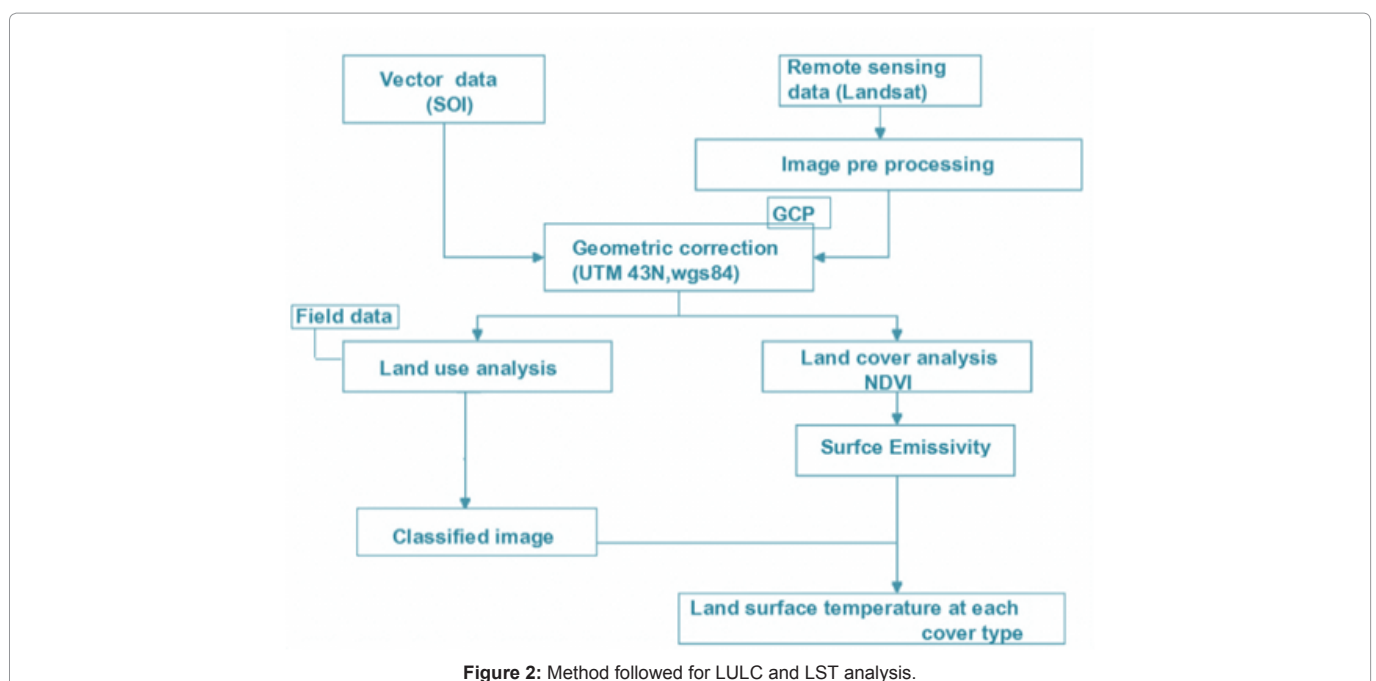 Vector data
(SOI)
Remote sensing
data (Landsat)
Image pre processing
GCP
Geometric correction
(UTM 43N,wgs84)
Field data
Land use analysis
Land cover analysis
NDVI
Surfce Emissivity
Classified image
Land surface temperature at each
cover type
Figure 2: Method followed for LULC and LST analysis.